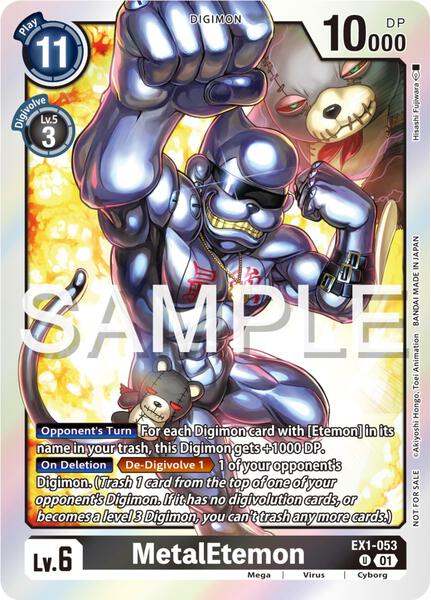 DIGIMON
Play
11
10000
DP
Digivolve
Lv.5
3
Hisashi Fujiwara
SAMPLE
©Akiyoshi Hongo, Toei Animation BANDAI MADE IN JAPAN
NOT FOR SALE
Opponent's Turn For each Digimon card with [Etemon] in its
name in your trash, this Digimon gets +1000 DP.
On Deletion De-Digivolve 1 1 of your opponent's
Digimon. (Trash 1 card from the top of one of your
opponent's Digimon. If it has no digivolution cards, or
becomes a level 3 Digimon, you can't trash any more cards.)
Lv.6
MetalEtemon
EX1-053
U 01
Mega Virus Cyborg